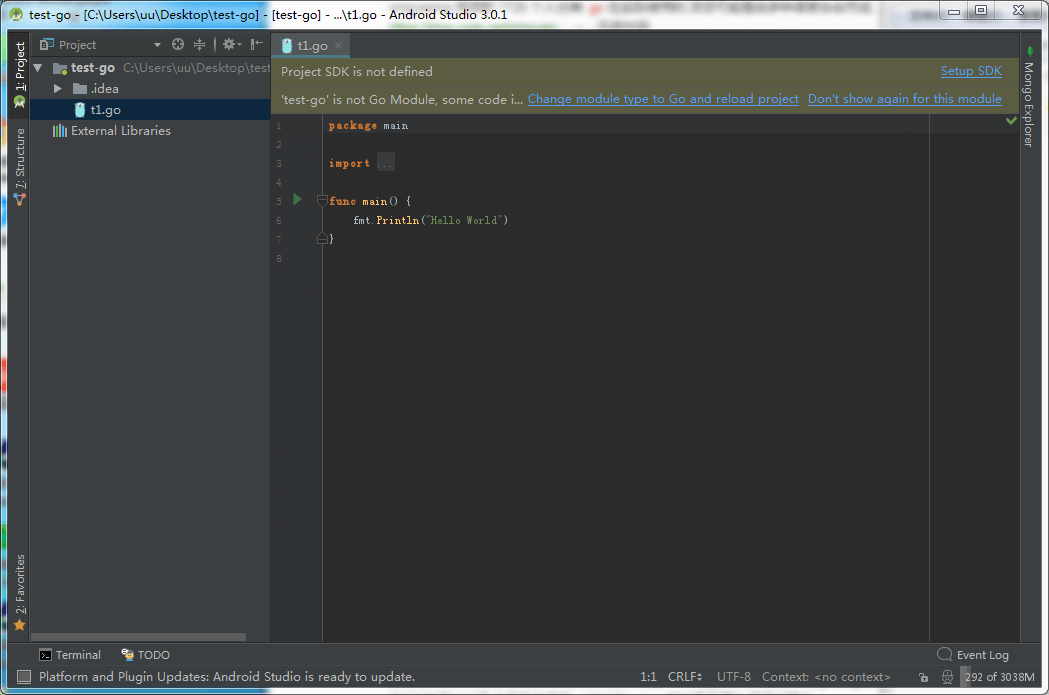 test-go - [C:\Users\uu\Desktop\test-go] - [test-go] - ...\t1.go - Android Studio 3.0.1
Project
t1.go
1: Project
7: Structure
2: Favorites
test-go C:\Users\uu\Desktop\test
.idea
t1.go
External Libraries
Project SDK is not defined Setup SDK
'test-go' is not Go Module, some code i... Change module type to Go and reload project Don't show again for this module
1 package main
2
3 import ...
4
5 func main() {
6 fmt.Println("Hello World")
7 }
8
Mongo Explorer
Terminal TODO Event Log
Platform and Plugin Updates: Android Studio is ready to update. 1:1 CRLF UTF-8 Context: <no context> 292 of 3038M